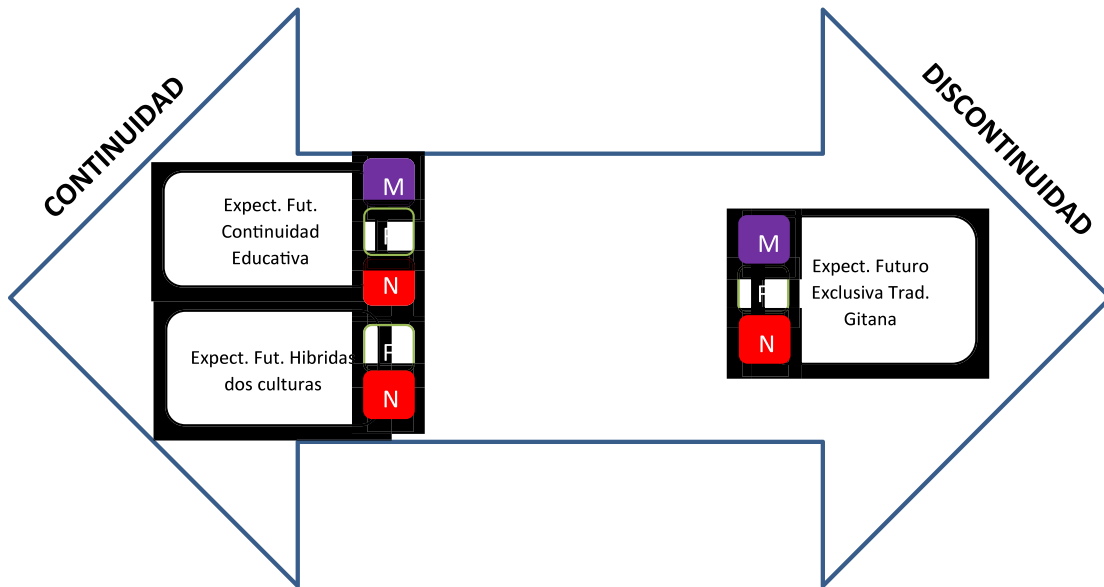 CONTINUIDAD
DISCONTINUIDAD
Expect. Fut.
Continuidad
Educativa
M
N
Expect. Fut. Hibridas
dos culturas
F
N
M
F
N
Expect. Futuro
Exclusiva Trad.
Gitana